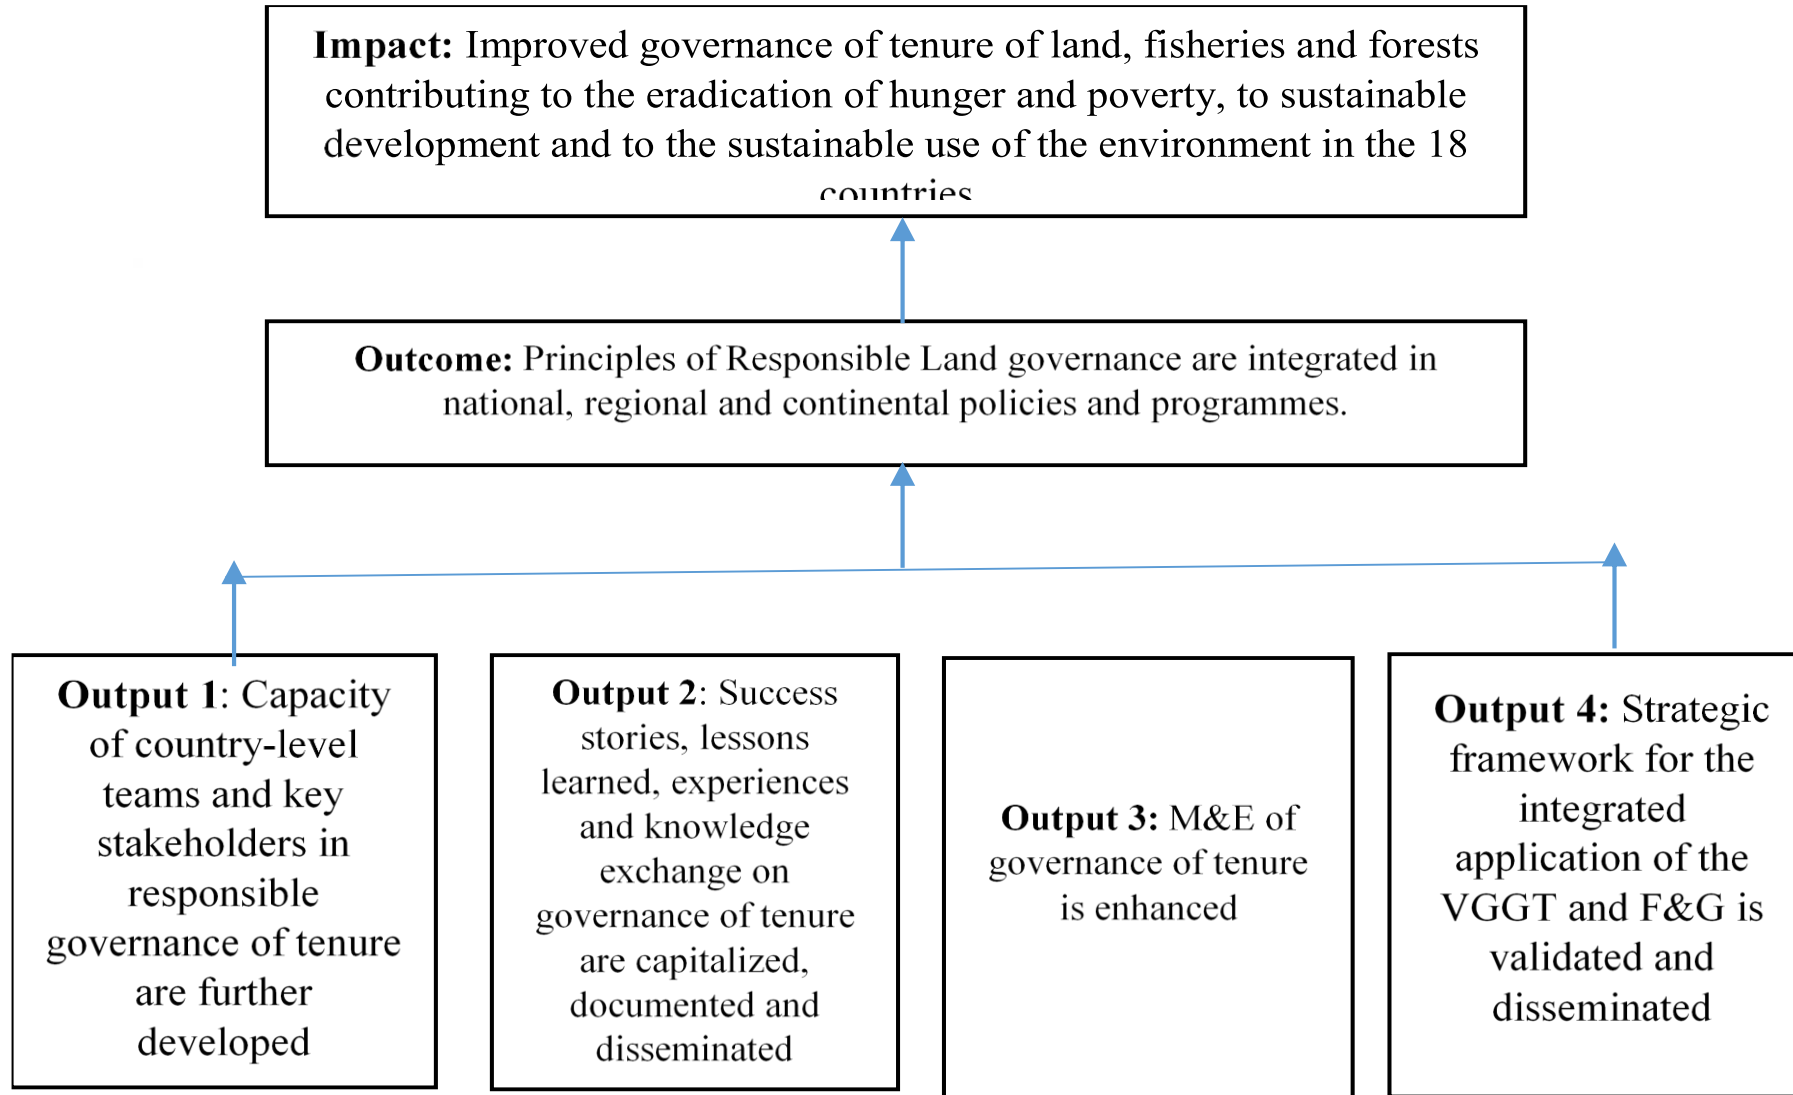 Impact: Improved governance of tenure of land, fisheries and forests
contributing to the eradication of hunger and poverty, to sustainable
development and to the sustainable use of the environment in the 18
countries
Outcome: Principles of Responsible Land governance are integrated in
national, regional and continental policies and programmes.
Output 1: Capacity
of country-level
teams and key
stakeholders in
responsible
governance of tenure
are further
developed
Output 2: Success
stories, lessons
learned, experiences
and knowledge
exchange on
governance of tenure
are capitalized,
documented and
disseminated
Output 3: M&E of
governance of tenure
is enhanced
Output 4: Strategic
framework for the
integrated
application of the
VGGT and F&G is
validated and
disseminated